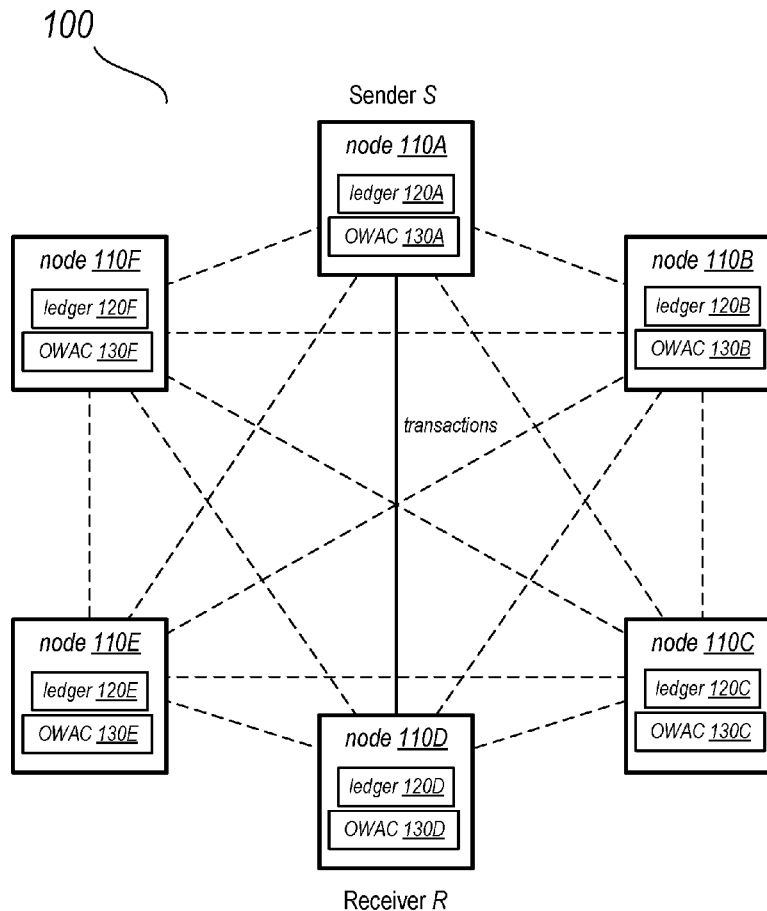 100
Sender S
node 110A
ledger 120A
OWAC 130A
node 110F
ledger 120F
OWAC 130F
node 110B
ledger 120B
OWAC 130B
transactions
node 110E
ledger 120E
OWAC 130E
node 110C
ledger 120C
OWAC 130C
node 110D
ledger 120D
OWAC 130D
Receiver R